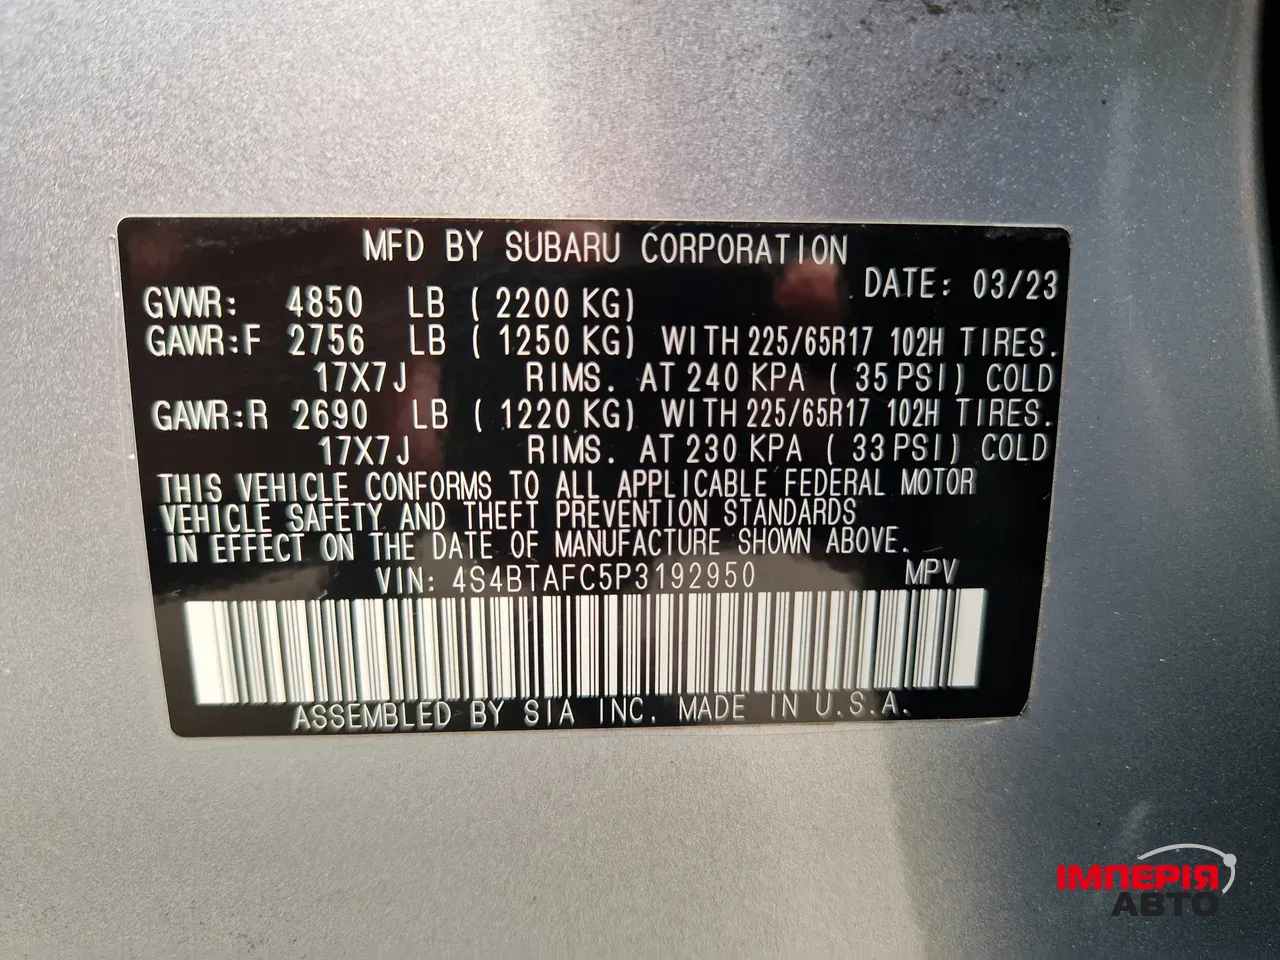 MFD BY SUBARU CORPORATION
DATE: 03/23
GVWR: 4850 LB ( 2200 KG)
GAWR:F 2756 LB ( 1250 KG) WITH 225/65R17 102H TIRES.
17X7J RIMS. AT 240 KPA ( 35 PSI) COLD
GAWR:R 2690 LB ( 1220 KG) WITH 225/65R17 102H TIRES.
17X7J RIMS. AT 230 KPA ( 33 PSI) COLD
THIS VEHICLE CONFORMS TO ALL APPLICABLE FEDERAL MOTOR
VEHICLE SAFETY AND THEFT PREVENTION STANDARDS
IN EFFECT ON THE DATE OF MANUFACTURE SHOWN ABOVE.
VIN: 4S4BTAFC5P3192950 MPV
ASSEMBLED BY SIA INC. MADE IN U.S.A.
ІМПЕРІЯ
АВТО